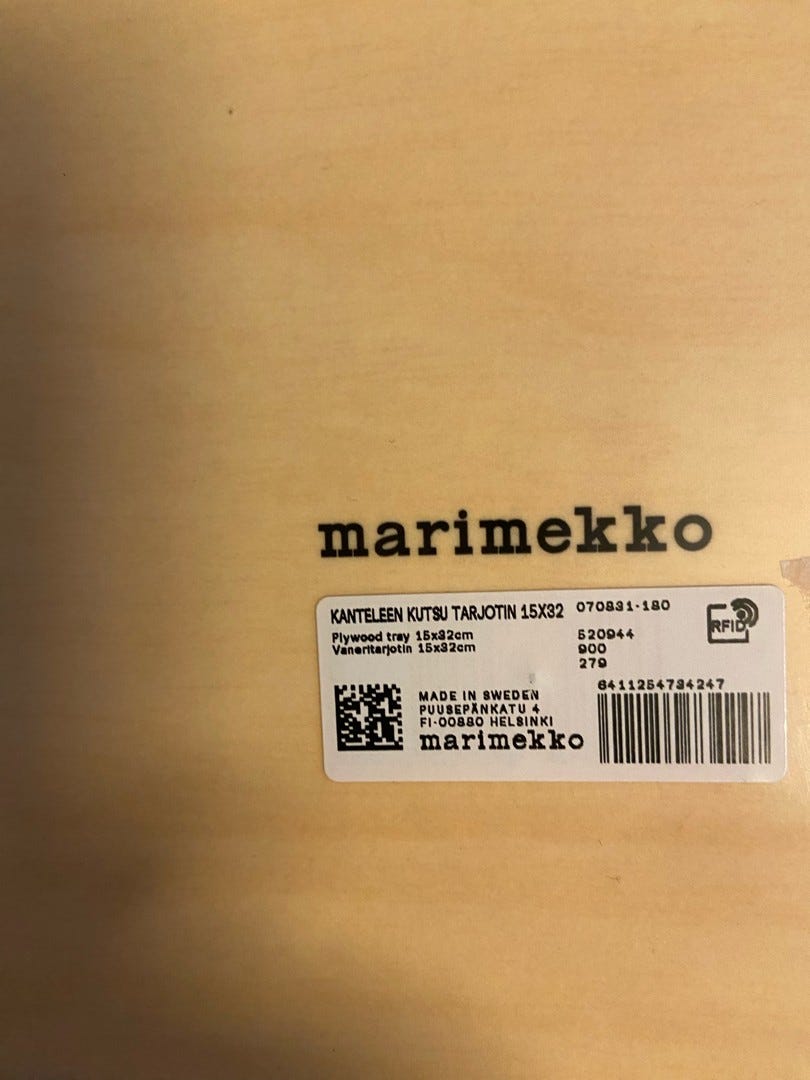 marimekko
KANTELEEN KUTSU TARJOTIN 15X32 070831-180
Plywood tray 15x32cm 520944
Vaneritarjotin 15x32cm 900
279
RFID
6411254734247
MADE IN SWEDEN
PUUSEPÄNKATU 4
FI-00880 HELSINKI
marimekko